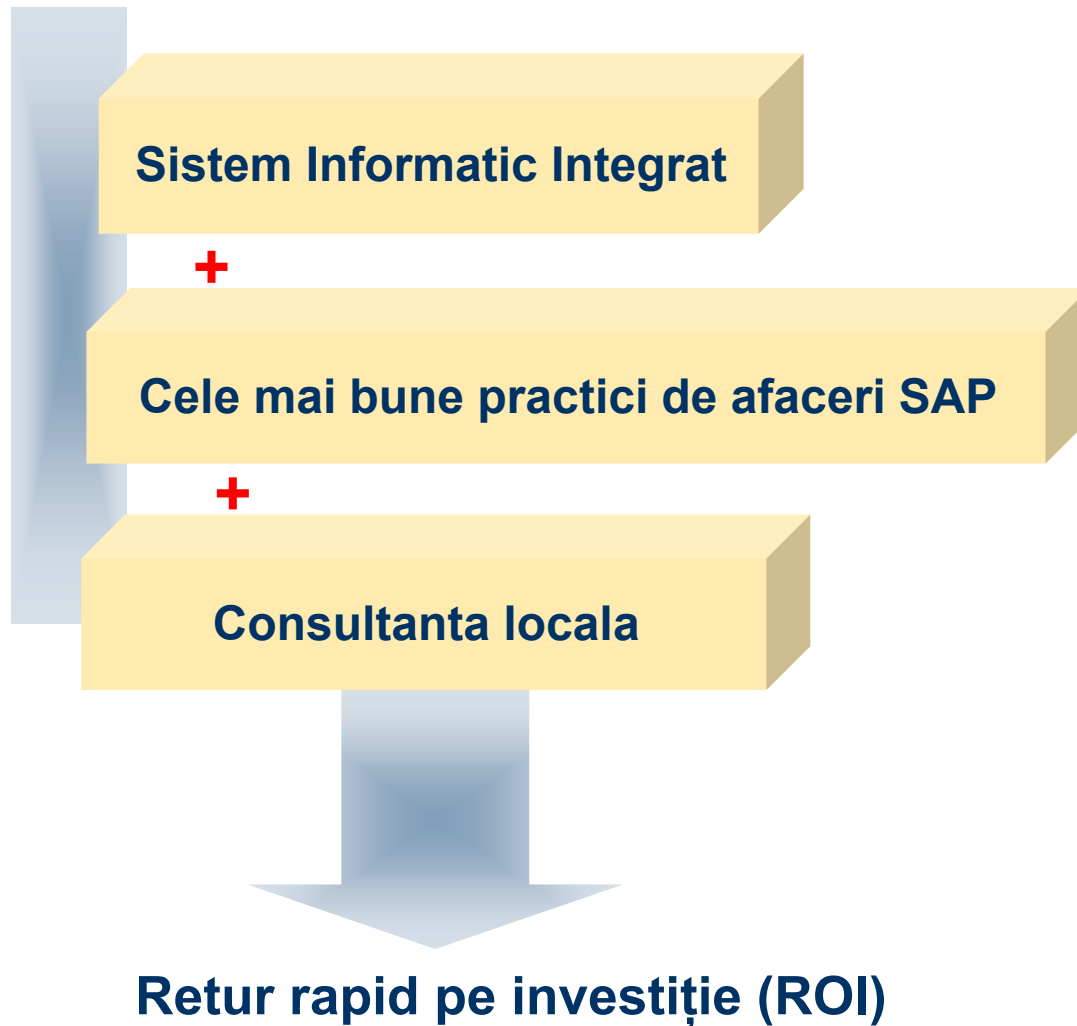 Sistem Informatic Integrat
+
Cele mai bune practici de afaceri SAP
+
Consultanta locala
Retur rapid pe investiție (ROI)